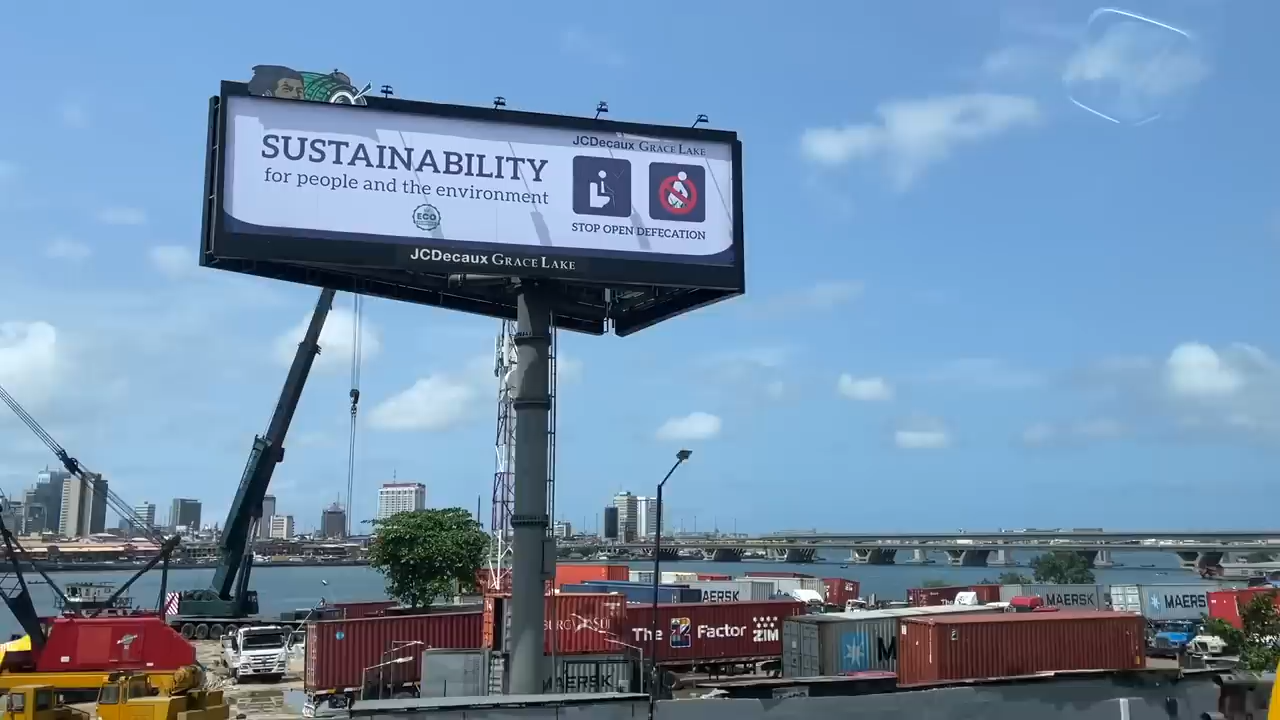 JCDecaux GRACE LAKE
SUSTAINABILITY
for people and the environment
ECO
STOP OPEN DEFECATION
JCDecaux GRACE LAKE
MAERSK
The Z Factor ZIM
MAERSK
MAERS
M
MAERSK